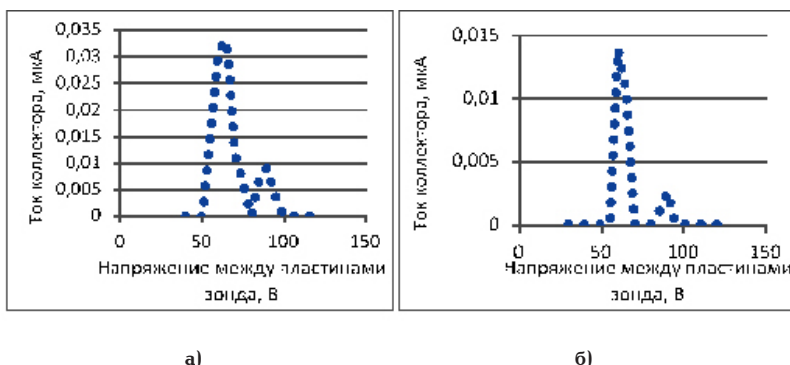 0,035
0,03
0,025
0,02
0,015
0,01
0,005
0
Ток коллектора, мкА
0 50 100 150
Напряжение между пластинами
зонда, В
0,015
0,01
0,005
0
Ток коллектора, мкА
0 50 100 150
Напряжение между пластинами
зонда, В
а) б)